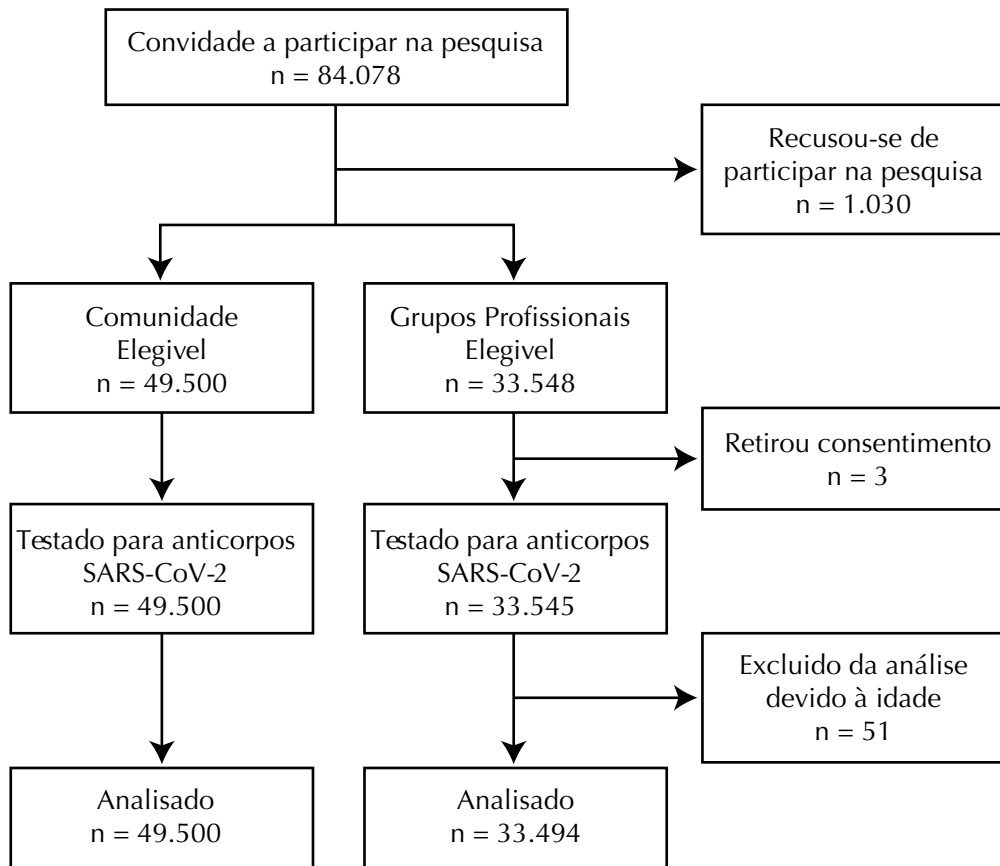 Convidade a participar na pesquisa
n = 84.078
Recusou-se de
participar na pesquisa
n = 1.030
Comunidade
Elegivel
n = 49.500
Grupos Profissionais
Elegivel
n = 33.548
Retirou consentimento
n = 3
Testado para anticorpos
SARS-CoV-2
n = 49.500
Testado para anticorpos
SARS-CoV-2
n = 33.545
Excluido da análise
devido à idade
n = 51
Analisado
n = 49.500
Analisado
n = 33.494